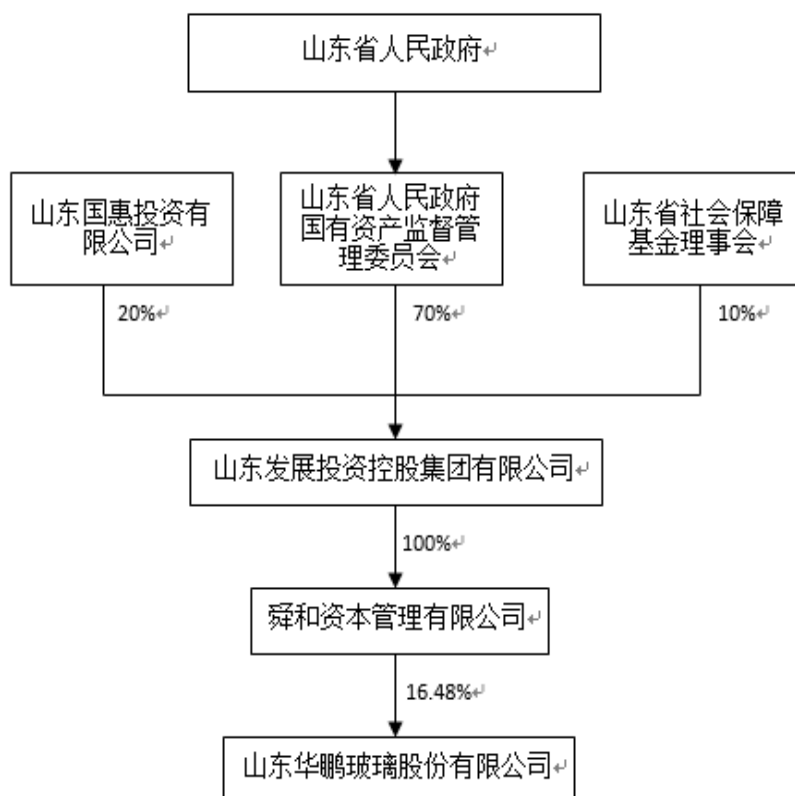 山东省人民政府
山东国惠投资有
限公司
山东省人民政府
国有资产监督管
理委员会
山东省社会保障
基金理事会
20%
70%
10%
山东发展投资控股集团有限公司
100%
舜和资本管理有限公司
16.48%
山东华鹏玻璃股份有限公司